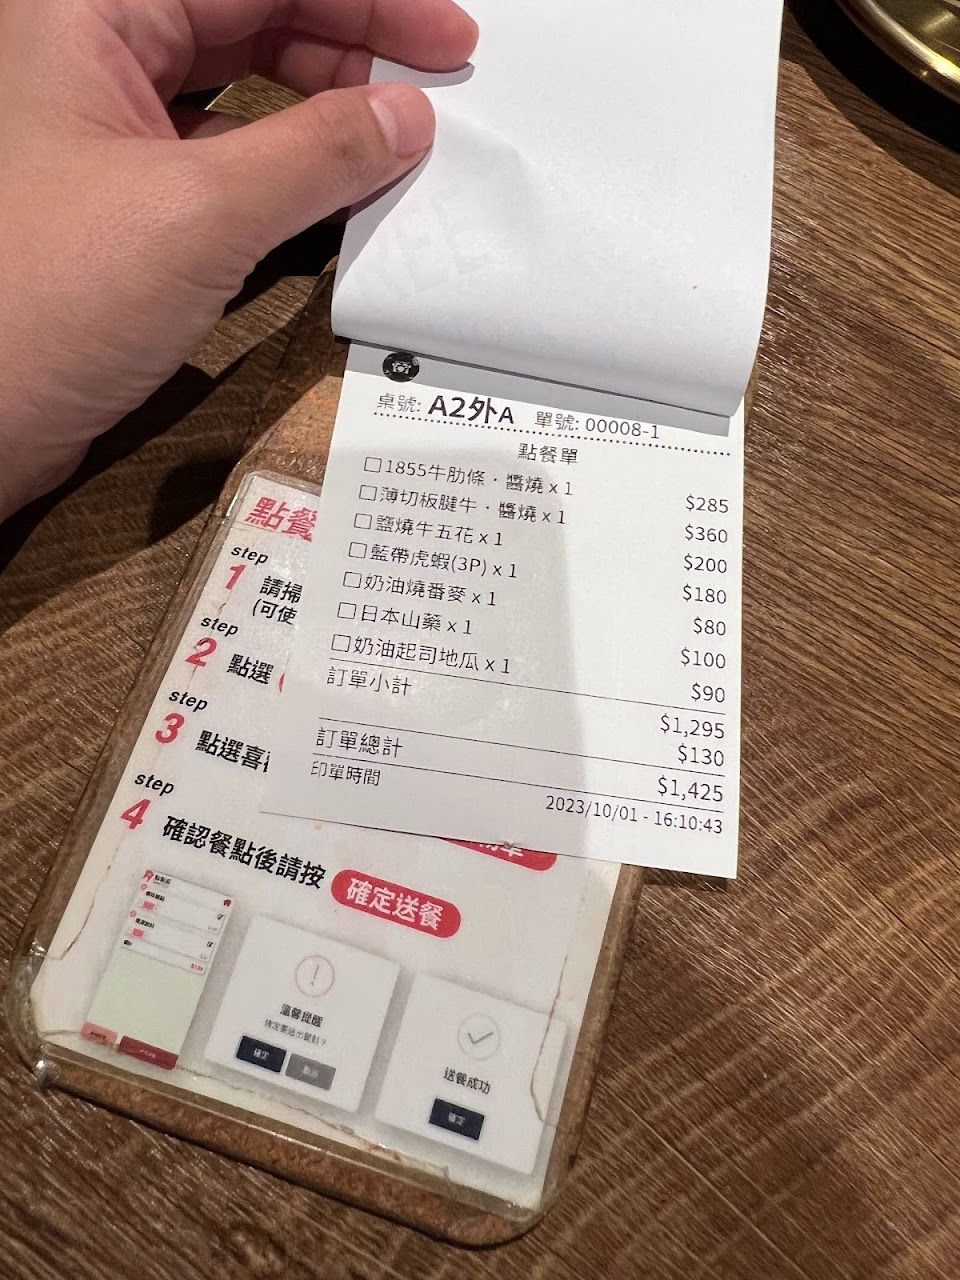 桌號: A2外A 單號: 00008-1
點餐單
□1855牛肋條·醬燒 x 1 $285
□薄切板腱牛·醬燒 x 1 $360
□鹽燒牛五花 x 1 $200
□藍帶虎蝦(3P) x 1 $180
□奶油燒番麥 x 1 $80
□日本山藥 x 1 $100
□奶油起司地瓜 x 1 $90
訂單小計 $1,295
$130
訂單總計 $1,425
印單時間 2023/10/01 - 16:10:43
點餐
step
1 請掃
(可使
step
2 點選
step
3 點選喜
step
4 確認餐點後請按 確定送餐
溫馨提醒
確定
取消
送餐成功
確定